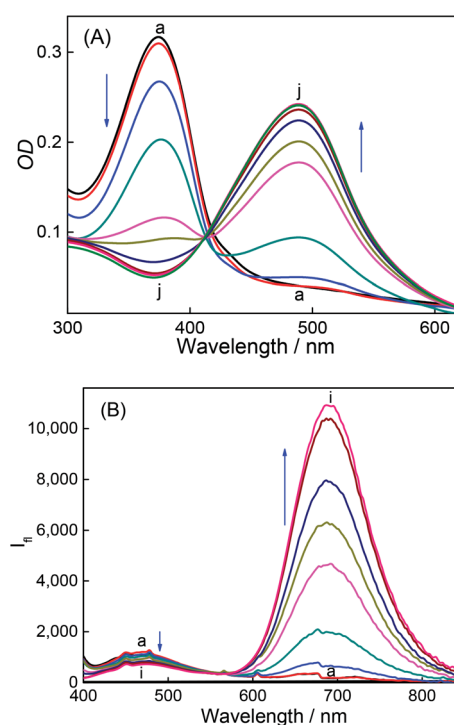 (A)
a
j
0.3
0.2
0.1
OD
j
a
300 400 500 600
Wavelength / nm
(B)
i
10,000
8,000
6,000
4,000
2,000
0
I_fl
a
i
a
400 500 600 700 800
Wavelength / nm